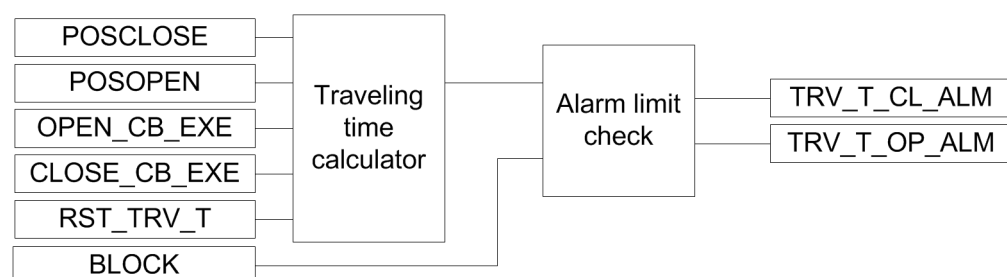 POSCLOSE
POSOPEN
OPEN_CB_EXE
CLOSE_CB_EXE
RST_TRV_T
BLOCK
Traveling
time
calculator
Alarm limit
check
TRV_T_CL_ALM
TRV_T_OP_ALM